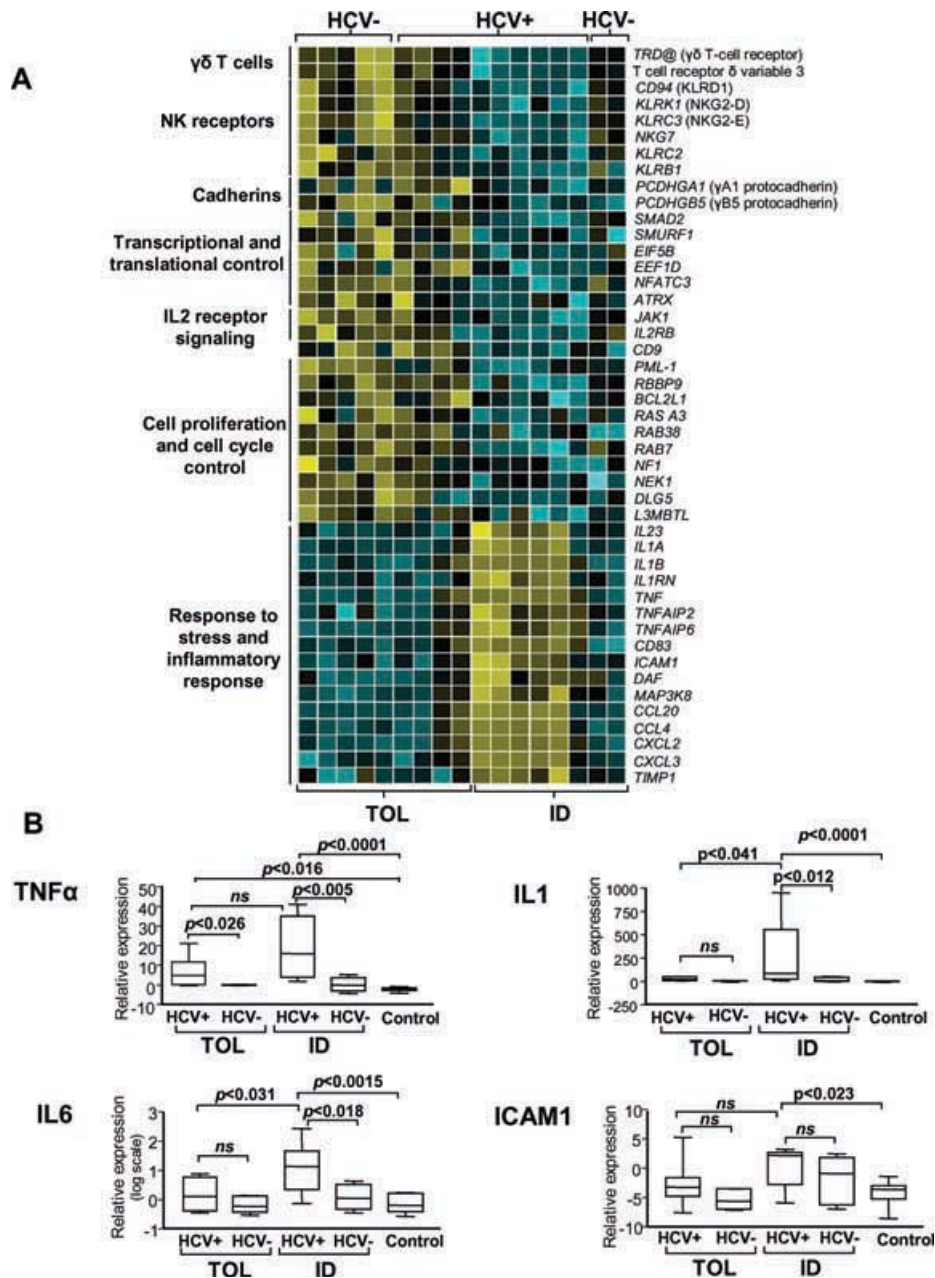 HCV- HCV+ HCV-
A
γδ T cells
NK receptors
Cadherins
Transcriptional and
translational control
IL2 receptor
signaling
Cell proliferation
and cell cycle
control
Response to
stress and
inflammatory
response
TRD@ (γδ T-cell receptor)
T cell receptor δ variable 3
CD94 (KLRD1)
KLRK1 (NKG2-D)
KLRC3 (NKG2-E)
NKG7
KLRC2
KLRB1
PCDHGA1 (γA1 protocadherin)
PCDHGB5 (γB5 protocadherin)
SMAD2
SMURF1
EIF5B
EEF1D
NFATC3
ATRX
JAK1
IL2RB
CD9
PML-1
RBBP9
BCL2L1
RAS A3
RAB38
RAB7
NF1
NEK1
DLG5
L3MBTL
IL23
IL1A
IL1B
IL1RN
TNF
TNFAIP2
TNFAIP6
CD83
ICAM1
DAF
MAP3K8
CCL20
CCL4
CXCL2
CXCL3
TIMP1
TOL ID
B
TNFα
Relative expression
50
40
30
20
10
0
-10
p<0.0001
p<0.016
ns
p<0.005
p<0.026
HCV+ HCV- HCV+ HCV- Control
TOL ID
IL1
Relative expression
1000
750
500
250
0
-250
p<0.0001
p<0.041
p<0.012
ns
HCV+ HCV- HCV+ HCV- Control
TOL ID
IL6
Relative expression
(log scale)
3
2
1
0
-1
p<0.0015
p<0.031
p<0.018
ns
HCV+ HCV- HCV+ HCV- Control
TOL ID
ICAM1
Relative expression
10
5
0
-5
-10
ns
p<0.023
ns
ns
HCV+ HCV- HCV+ HCV- Control
TOL ID